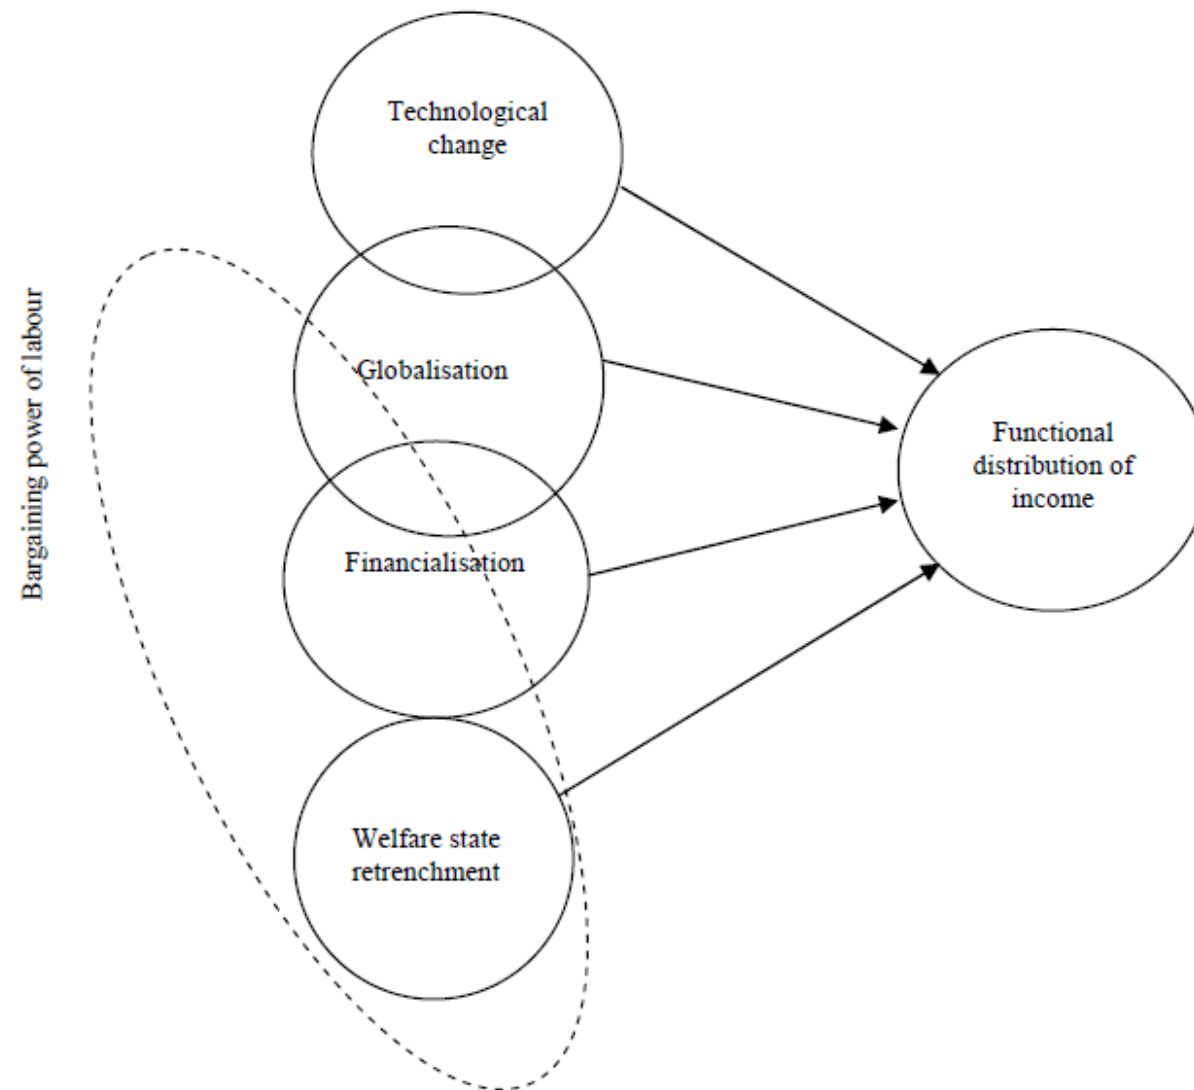 Technological
change
Bargaining power of labour
Globalisation
Functional
distribution of
income
Financialisation
Welfare state
retrenchment